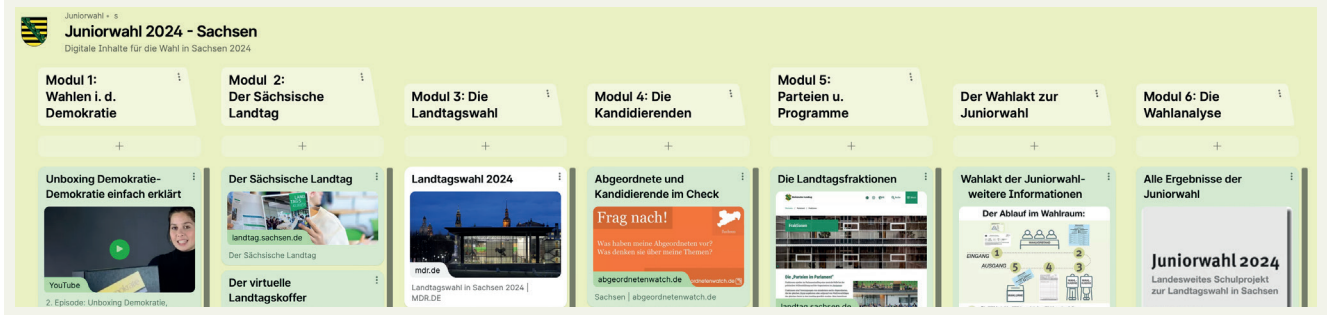 Juniorwahl • s
Juniorwahl 2024 - Sachsen
Digitale Inhalte für die Wahl in Sachsen 2024
Modul 1:
Wahlen i. d.
Demokratie
Unboxing Demokratie-
Demokratie einfach erklärt
YouTube
2. Episode: Unboxing Demokratie,
Modul 2:
Der Sächsische
Landtag
Der Sächsische Landtag
landtag.sachsen.de
Der Sächsische Landtag
Der virtuelle
Landtagskoffer
Modul 3: Die
Landtagswahl
Landtagswahl 2024
mdr.de
Landtagswahl in Sachsen 2024 |
MDR.DE
Modul 4: Die
Kandidierenden
Abgeordnete und
Kandidierende im Check
Frag nach!
Sachsen
Was haben meine Abgeordneten vor?
Was denken sie über meine Themen?
abgeordnetenwatch.de
Sachsen | abgeordnetenwatch.de
Modul 5:
Parteien u.
Programme
Die Landtagsfraktionen
Fraktionen
Die „Parteien im Parlament"
landtag.sachsen.de
Der Wahlakt zur
Juniorwahl
Wahlakt der Juniorwahl-
weitere Informationen
Der Ablauf im Wahlraum:
EINGANG 1 2
AUSGANG 5 4 3
Modul 6: Die
Wahlanalyse
Alle Ergebnisse der
Juniorwahl
Juniorwahl 2024
Landesweites Schulprojekt
zur Landtagswahl in Sachsen